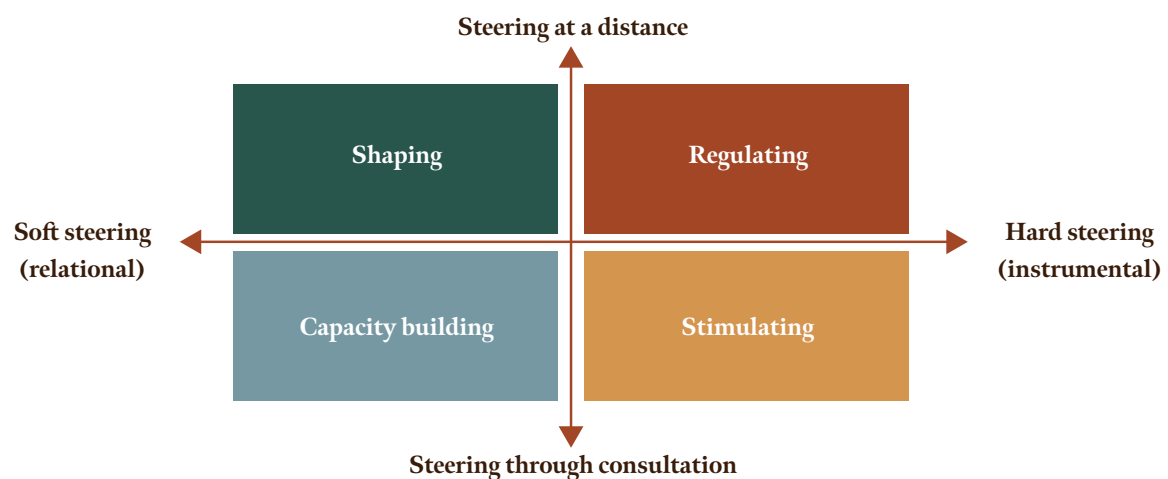 Steering at a distance
Shaping
Regulating
Soft steering
(relational)
Hard steering
(instrumental)
Capacity building
Stimulating
Steering through consultation